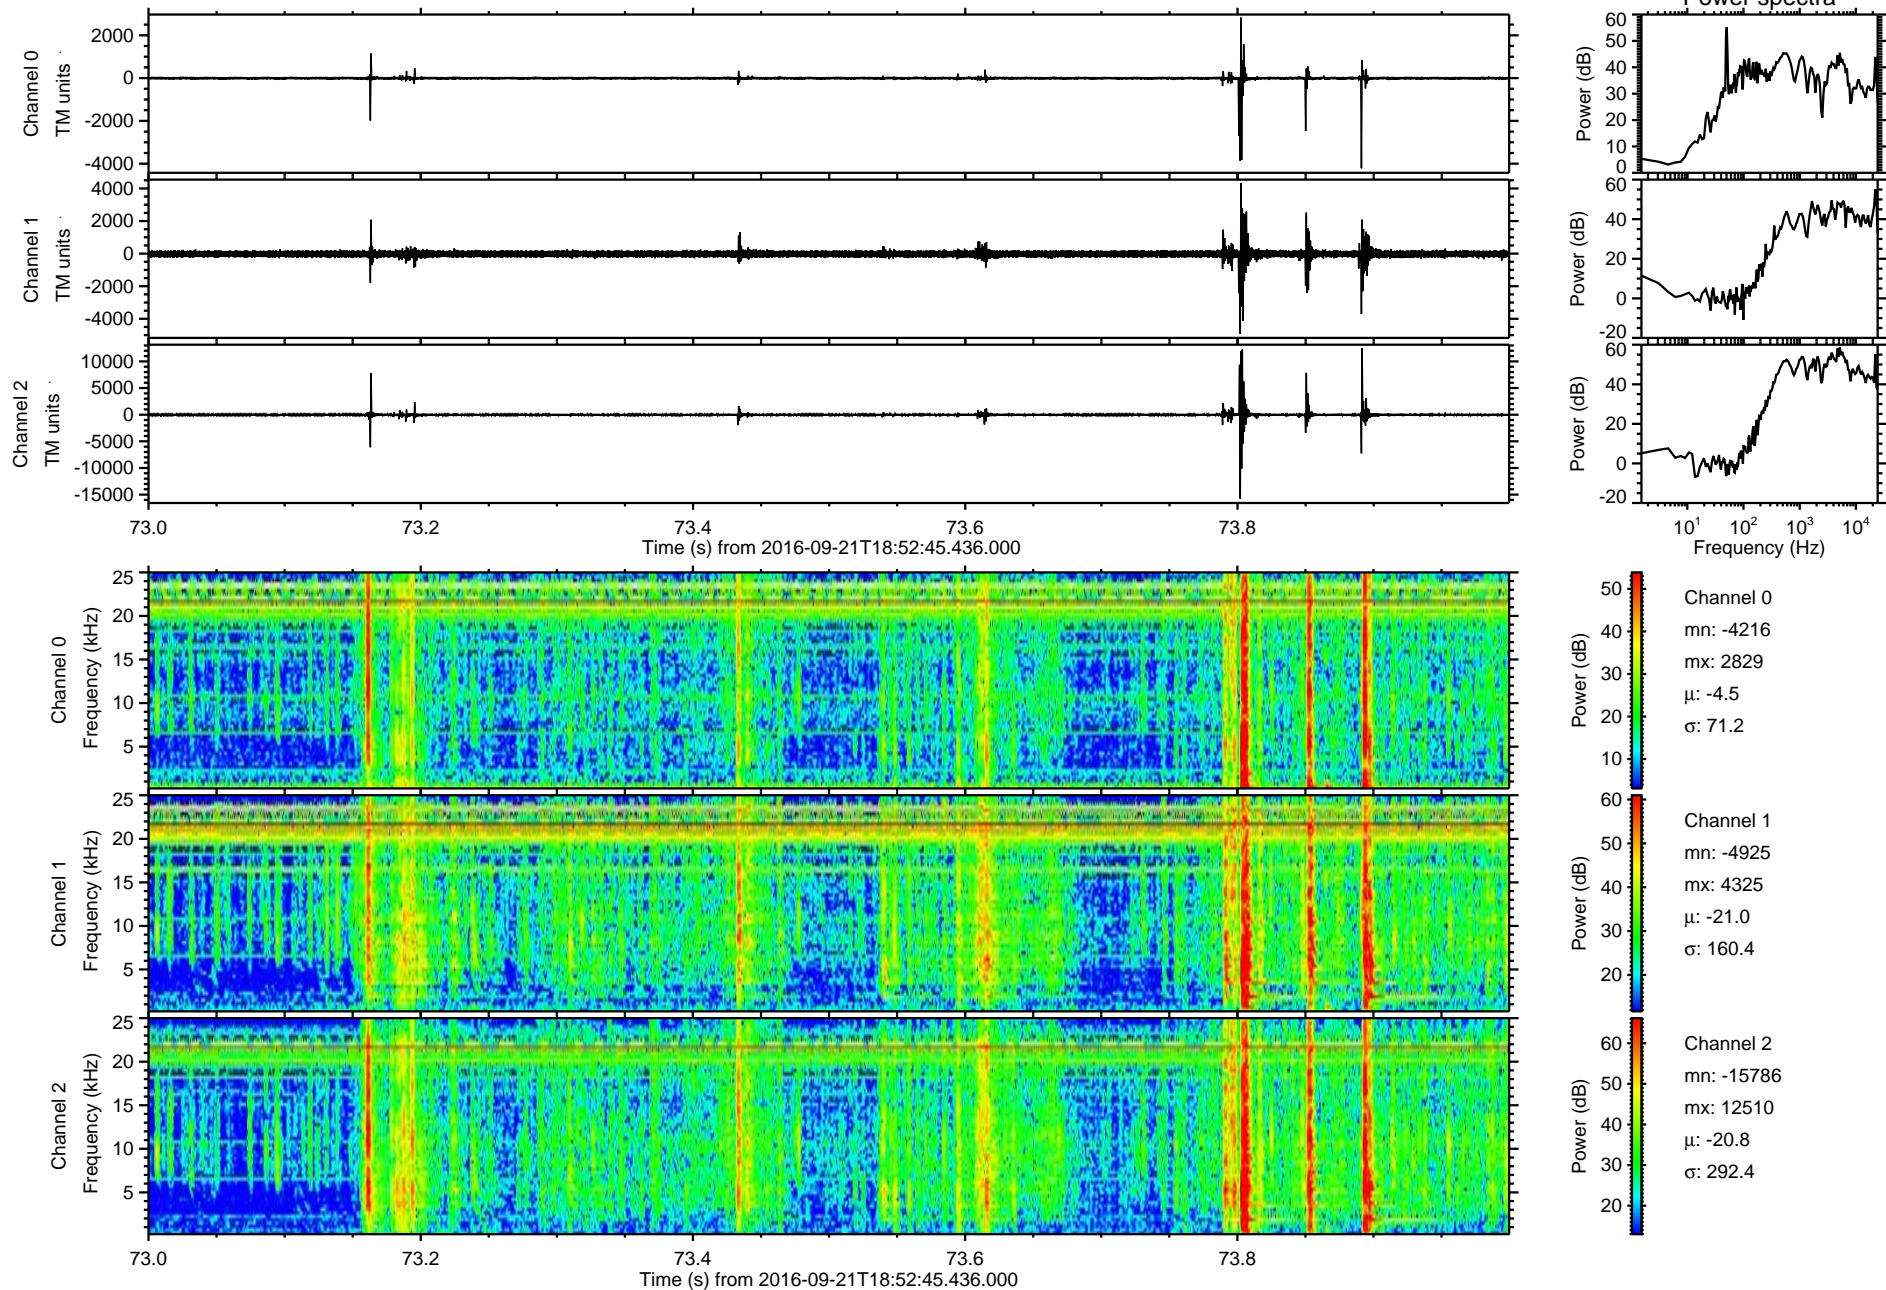 Power spectra
Channel 0
TM units
2000
0
-2000
-4000
Power (dB)
60
50
40
30
20
10
0
Channel 1
TM units
4000
2000
0
-2000
-4000
Power (dB)
60
40
20
0
-20
Channel 2
TM units
10000
5000
0
-5000
-10000
-15000
Power (dB)
60
40
20
0
-20
73.0 73.2 73.4 73.6 73.8
Time (s) from 2016-09-21T18:52:45.436.000
10¹ 10² 10³ 10⁴
Frequency (Hz)
Channel 0
Frequency (kHz)
25
20
15
10
5
Power (dB)
50
40
30
20
10
Channel 0
mn: -4216
mx: 2829
μ: -4.5
σ: 71.2
Channel 1
Frequency (kHz)
25
20
15
10
5
Power (dB)
60
50
40
30
20
Channel 1
mn: -4925
mx: 4325
μ: -21.0
σ: 160.4
Channel 2
Frequency (kHz)
25
20
15
10
5
Power (dB)
60
50
40
30
20
Channel 2
mn: -15786
mx: 12510
μ: -20.8
σ: 292.4
73.0 73.2 73.4 73.6 73.8
Time (s) from 2016-09-21T18:52:45.436.000